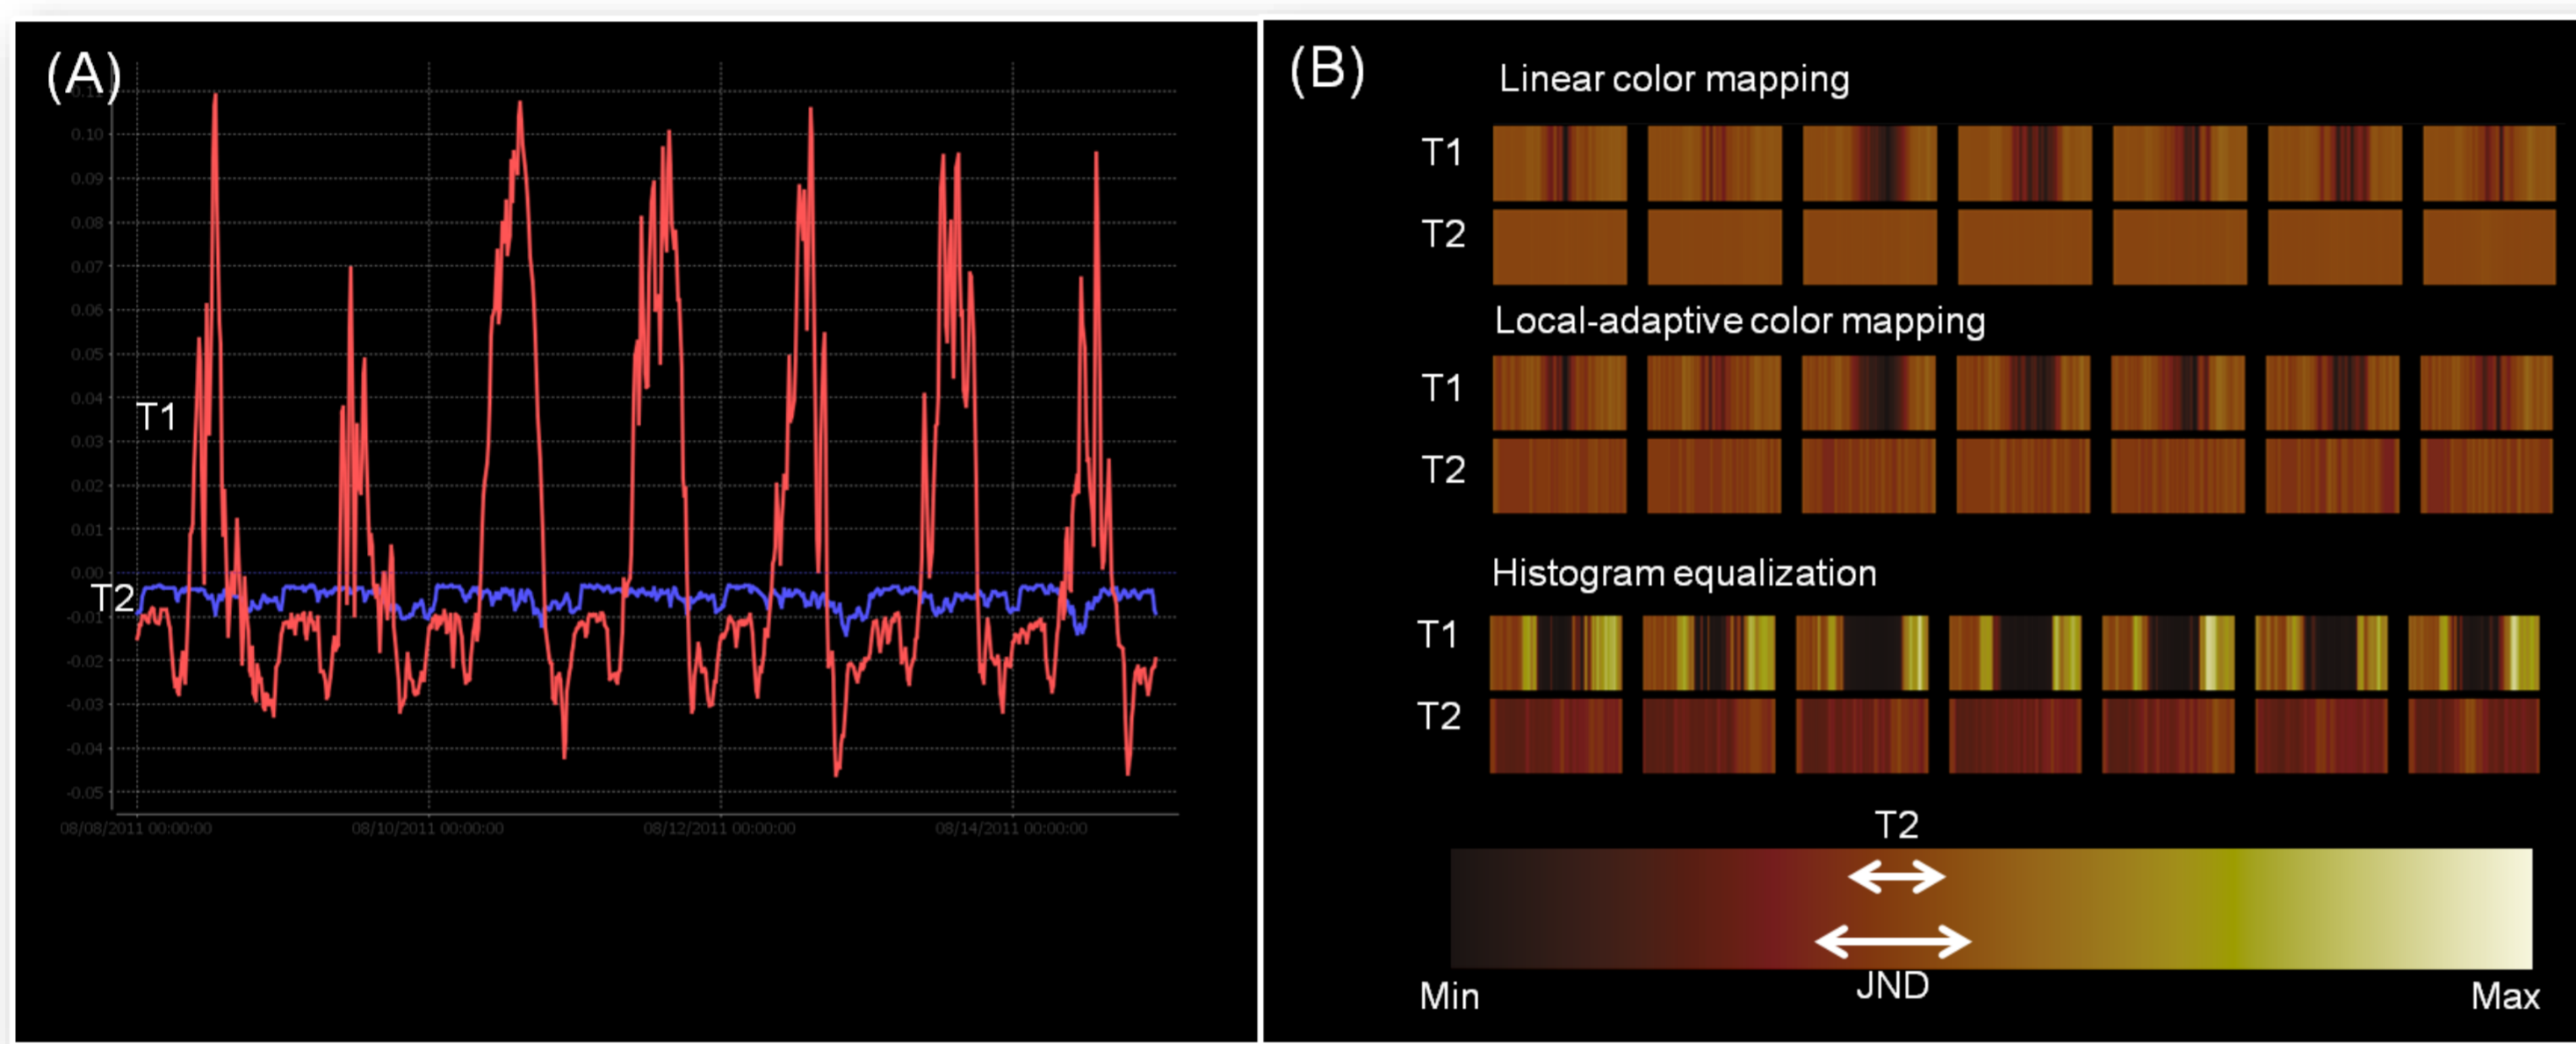 (A)
0.11
0.10
0.09
0.08
0.07
0.06
0.05
0.04
T1
0.03
0.02
0.01
0.00
T2
-0.01
-0.02
-0.03
-0.04
-0.05
08/08/2011 00:00:00 08/10/2011 00:00:00 08/12/2011 00:00:00 08/14/2011 00:00:00
(B)
Linear color mapping
T1
T2
Local-adaptive color mapping
T1
T2
Histogram equalization
T1
T2
T2
JND
Min Max